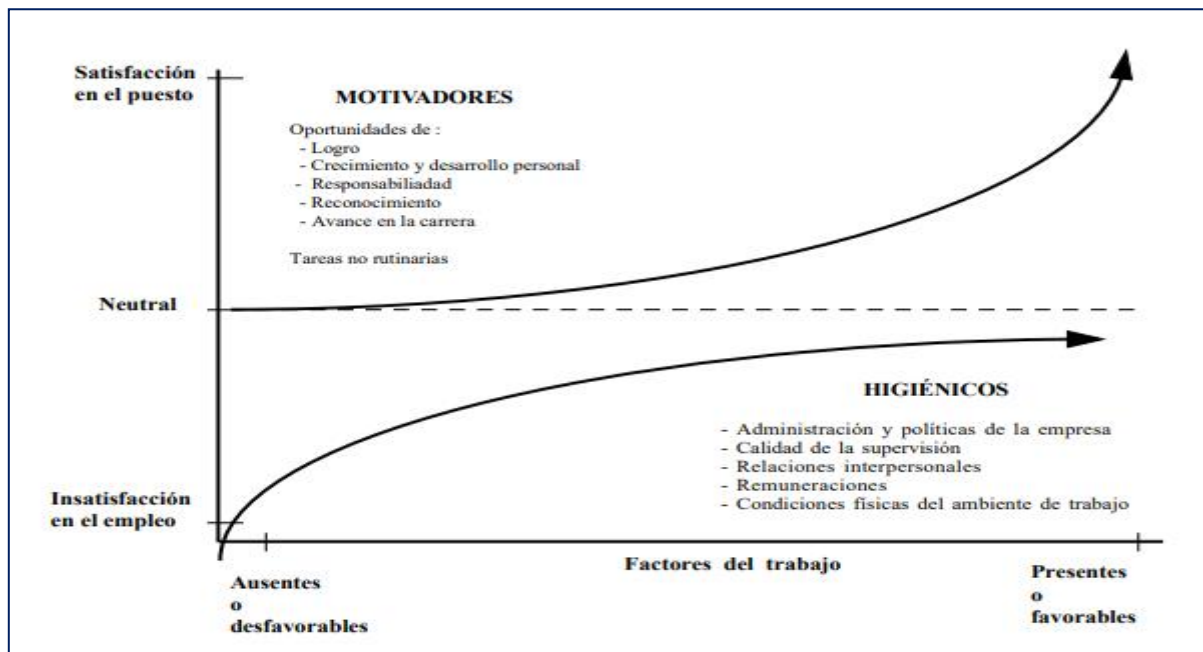 Satisfacción
en el puesto
MOTIVADORES
Oportunidades de :
- Logro
- Crecimiento y desarrollo personal
- Responsabiliadad
- Reconocimiento
- Avance en la carrera
Tareas no rutinarias
Neutral
HIGIÉNICOS
- Administración y políticas de la empresa
- Calidad de la supervisión
- Relaciones interpersonales
- Remuneraciones
- Condiciones físicas del ambiente de trabajo
Insatisfacción
en el empleo
Factores del trabajo
Ausentes
o
desfavorables
Presentes
o
favorables